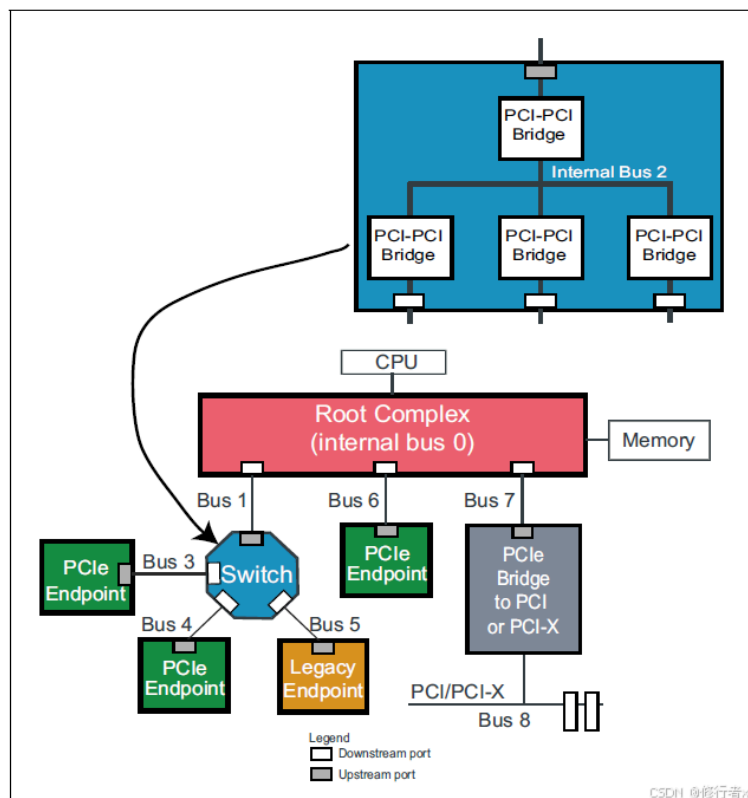 PCI-PCI
Bridge
Internal Bus 2
PCI-PCI
Bridge
PCI-PCI
Bridge
PCI-PCI
Bridge
CPU
Root Complex
(internal bus 0)
Memory
Bus 1
Bus 6
Bus 7
PCIe
Endpoint
Bus 3
Switch
PCIe
Endpoint
PCIe
Bridge
to PCI
or PCI-X
Bus 4
Bus 5
PCIe
Endpoint
Legacy
Endpoint
PCI/PCI-X
Bus 8
Legend
Downstream port
Upstream port
CSDN @修行者